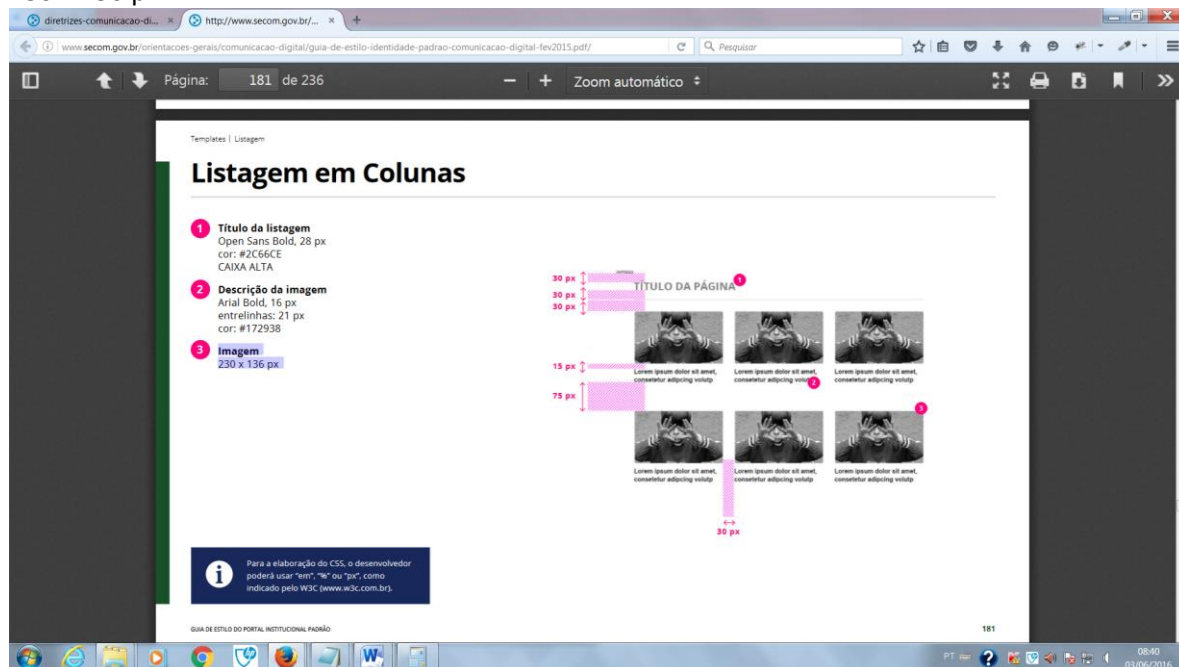 diretrizes-comunicacao-di... ×
http://www.secom.gov.br/... ×
www.secom.gov.br/orientacoes-gerais/comunicacao-digital/guia-de-estilo-identidade-padrao-comunicacao-digital-fev2015.pdf/
Pesquisar
Página: 181 de 236
Zoom automático
Templates | Listagem
Listagem em Colunas
1 Título da listagem
Open Sans Bold, 28 px
cor: #2C66CE
CAIXA ALTA
2 Descrição da imagem
Arial Bold, 16 px
entrelinhas: 21 px
cor: #172938
3 Imagem
230 x 136 px
30 px
30 px
30 px
15 px
75 px
TÍTULO DA PÁGINA 1
Lorem ipsum dolor sit amet,
consetetur adipcing volutp
Lorem ipsum dolor sit amet,
consetetur adipcing volutp
2
Lorem ipsum dolor sit amet,
consetetur adipcing volutp
3
Lorem ipsum dolor sit amet,
consetetur adipcing volutp
Lorem ipsum dolor sit amet,
consetetur adipcing volutp
Lorem ipsum dolor sit amet,
consetetur adipcing volutp
30 px
i
Para a elaboração do CSS, o desenvolvedor
poderá usar "em", "%" ou "px", como
indicado pelo W3C (www.w3c.com.br).
GUIA DE ESTILO DO PORTAL INSTITUCIONAL PADRÃO
181
PT
08:40
03/06/2016